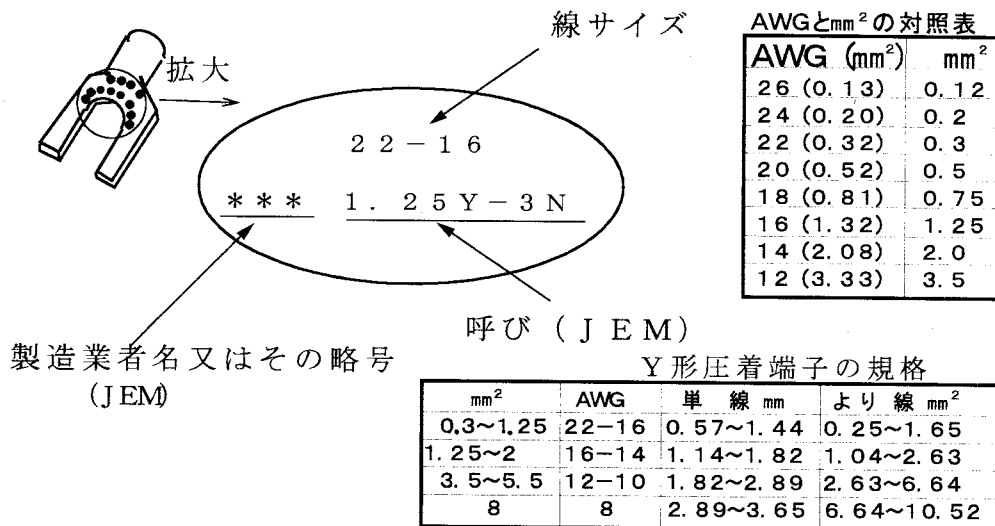 線サイズ
拡大
22-16
*** 1.25Y-3N
呼び(JEM)
製造業者名又はその略号
(JEM)
AWGとmm²の対照表
AWG (mm²) mm²
26 (0.13) 0.12
24 (0.20) 0.2
22 (0.32) 0.3
20 (0.52) 0.5
18 (0.81) 0.75
16 (1.32) 1.25
14 (2.08) 2.0
12 (3.33) 3.5
Y形圧着端子の規格
mm² AWG 単線 mm より線 mm²
0.3~1.25 22-16 0.57~1.44 0.25~1.65
1.25~2 16-14 1.14~1.82 1.04~2.63
3.5~5.5 12-10 1.82~2.89 2.63~6.64
8 8 2.89~3.65 6.64~10.52